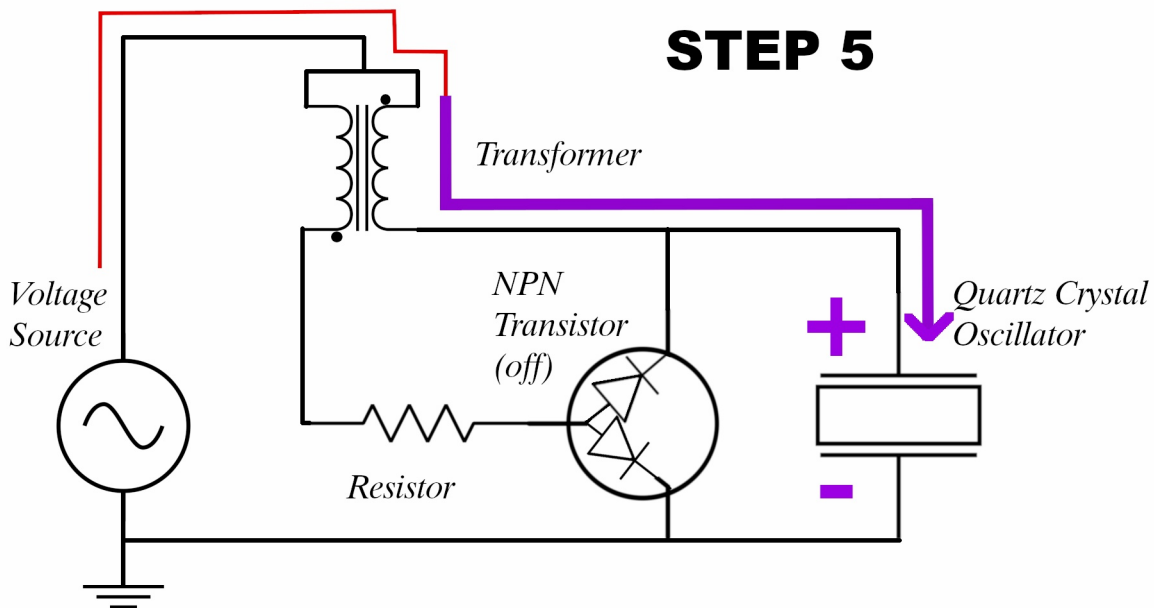 STEP 5
Transformer
Voltage
Source
NPN
Transistor
(off)
Quartz Crystal
Oscillator
+
-
Resistor